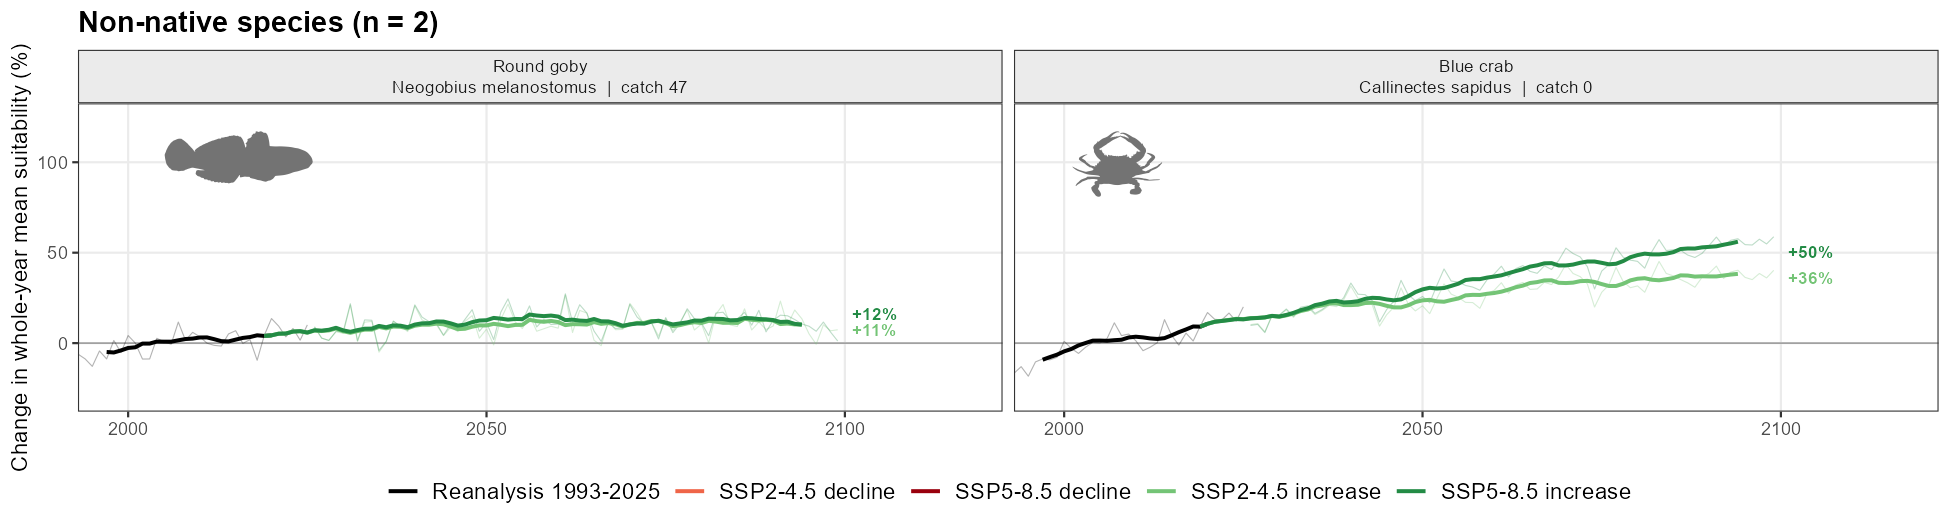 Non-native species (n = 2)
Change in whole-year mean suitability (%)
Round goby
Neogobius melanostomus | catch 47
Blue crab
Callinectes sapidus | catch 0
100
50
0
+12%
+11%
+50%
+36%
2000
2050
2100
2000
2050
2100
Reanalysis 1993-2025
SSP2-4.5 decline
SSP5-8.5 decline
SSP2-4.5 increase
SSP5-8.5 increase